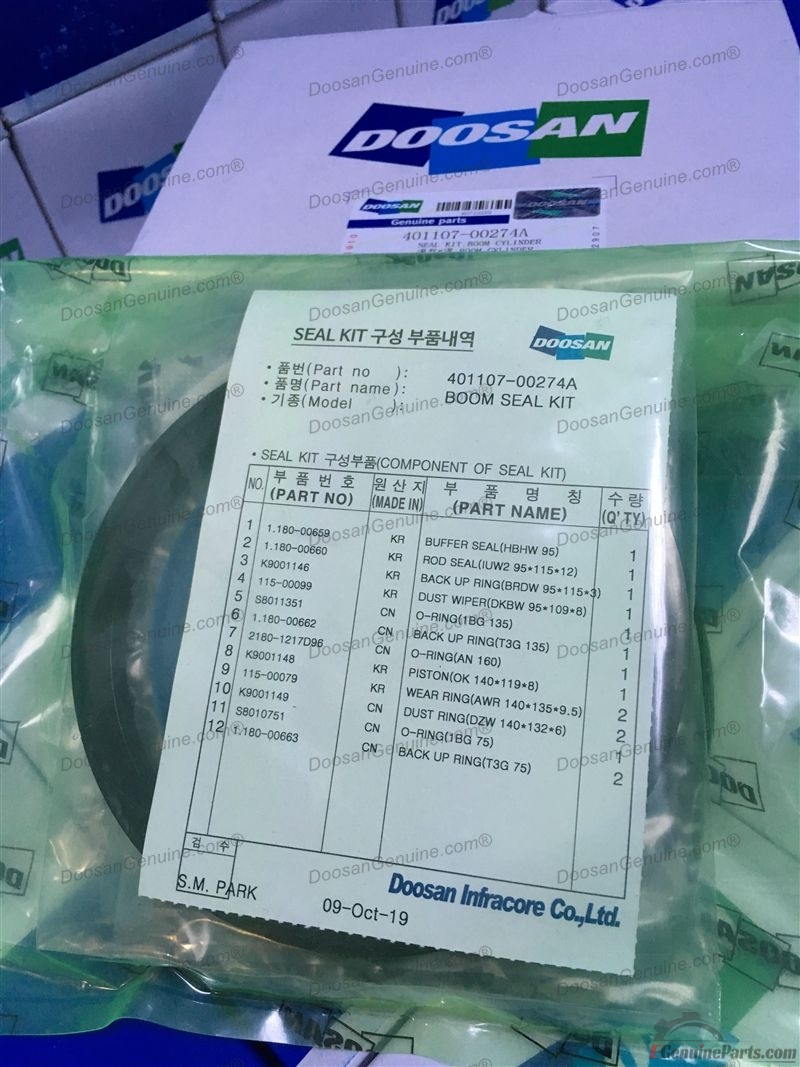 DoosanGenuine.com®
DOOSAN
DOOSAN
DOOSAN
Genuine parts
401107-00274A
SEAL KIT;BOOM CYLINDER
DOOSAN
SEAL KIT 구성 부품내역
DOOSAN
• 품번(Part no ): 401107-00274A
• 품명(Part name): BOOM SEAL KIT
• 기종(Model ):
• SEAL KIT 구성부품(COMPONENT OF SEAL KIT)
NO. 부 품 번 호 (PART NO) 원 산 지 (MADE IN) 부 품 명 칭 (PART NAME) 수 량 (Q'TY)
1 1.180-00659 KR BUFFER SEAL(HBHW 95) 1
2 1.180-00660 KR ROD SEAL(IUW2 95*115*12) 1
3 K9001146 KR BACK UP RING(BRDW 95*115*3) 1
4 115-00099 KR DUST WIPER(DKBW 95*109*8) 1
5 S8011351 CN O-RING(1BG 135) 1
6 1.180-00662 CN BACK UP RING(T3G 135) 1
7 2180-1217D96 CN O-RING(AN 160) 1
8 K9001148 KR PISTON(OK 140*119*8) 1
9 115-00079 KR WEAR RING(AWR 140*135*9.5) 2
10 K9001149 CN DUST RING(DZW 140*132*6) 2
11 S8010751 CN O-RING(1BG 75) 1
12 1.180-00663 CN BACK UP RING(T3G 75) 2
검 수
S.M. PARK
09-Oct-19
Doosan Infracore Co.,Ltd.
DOOSAN
GenuineParts.com